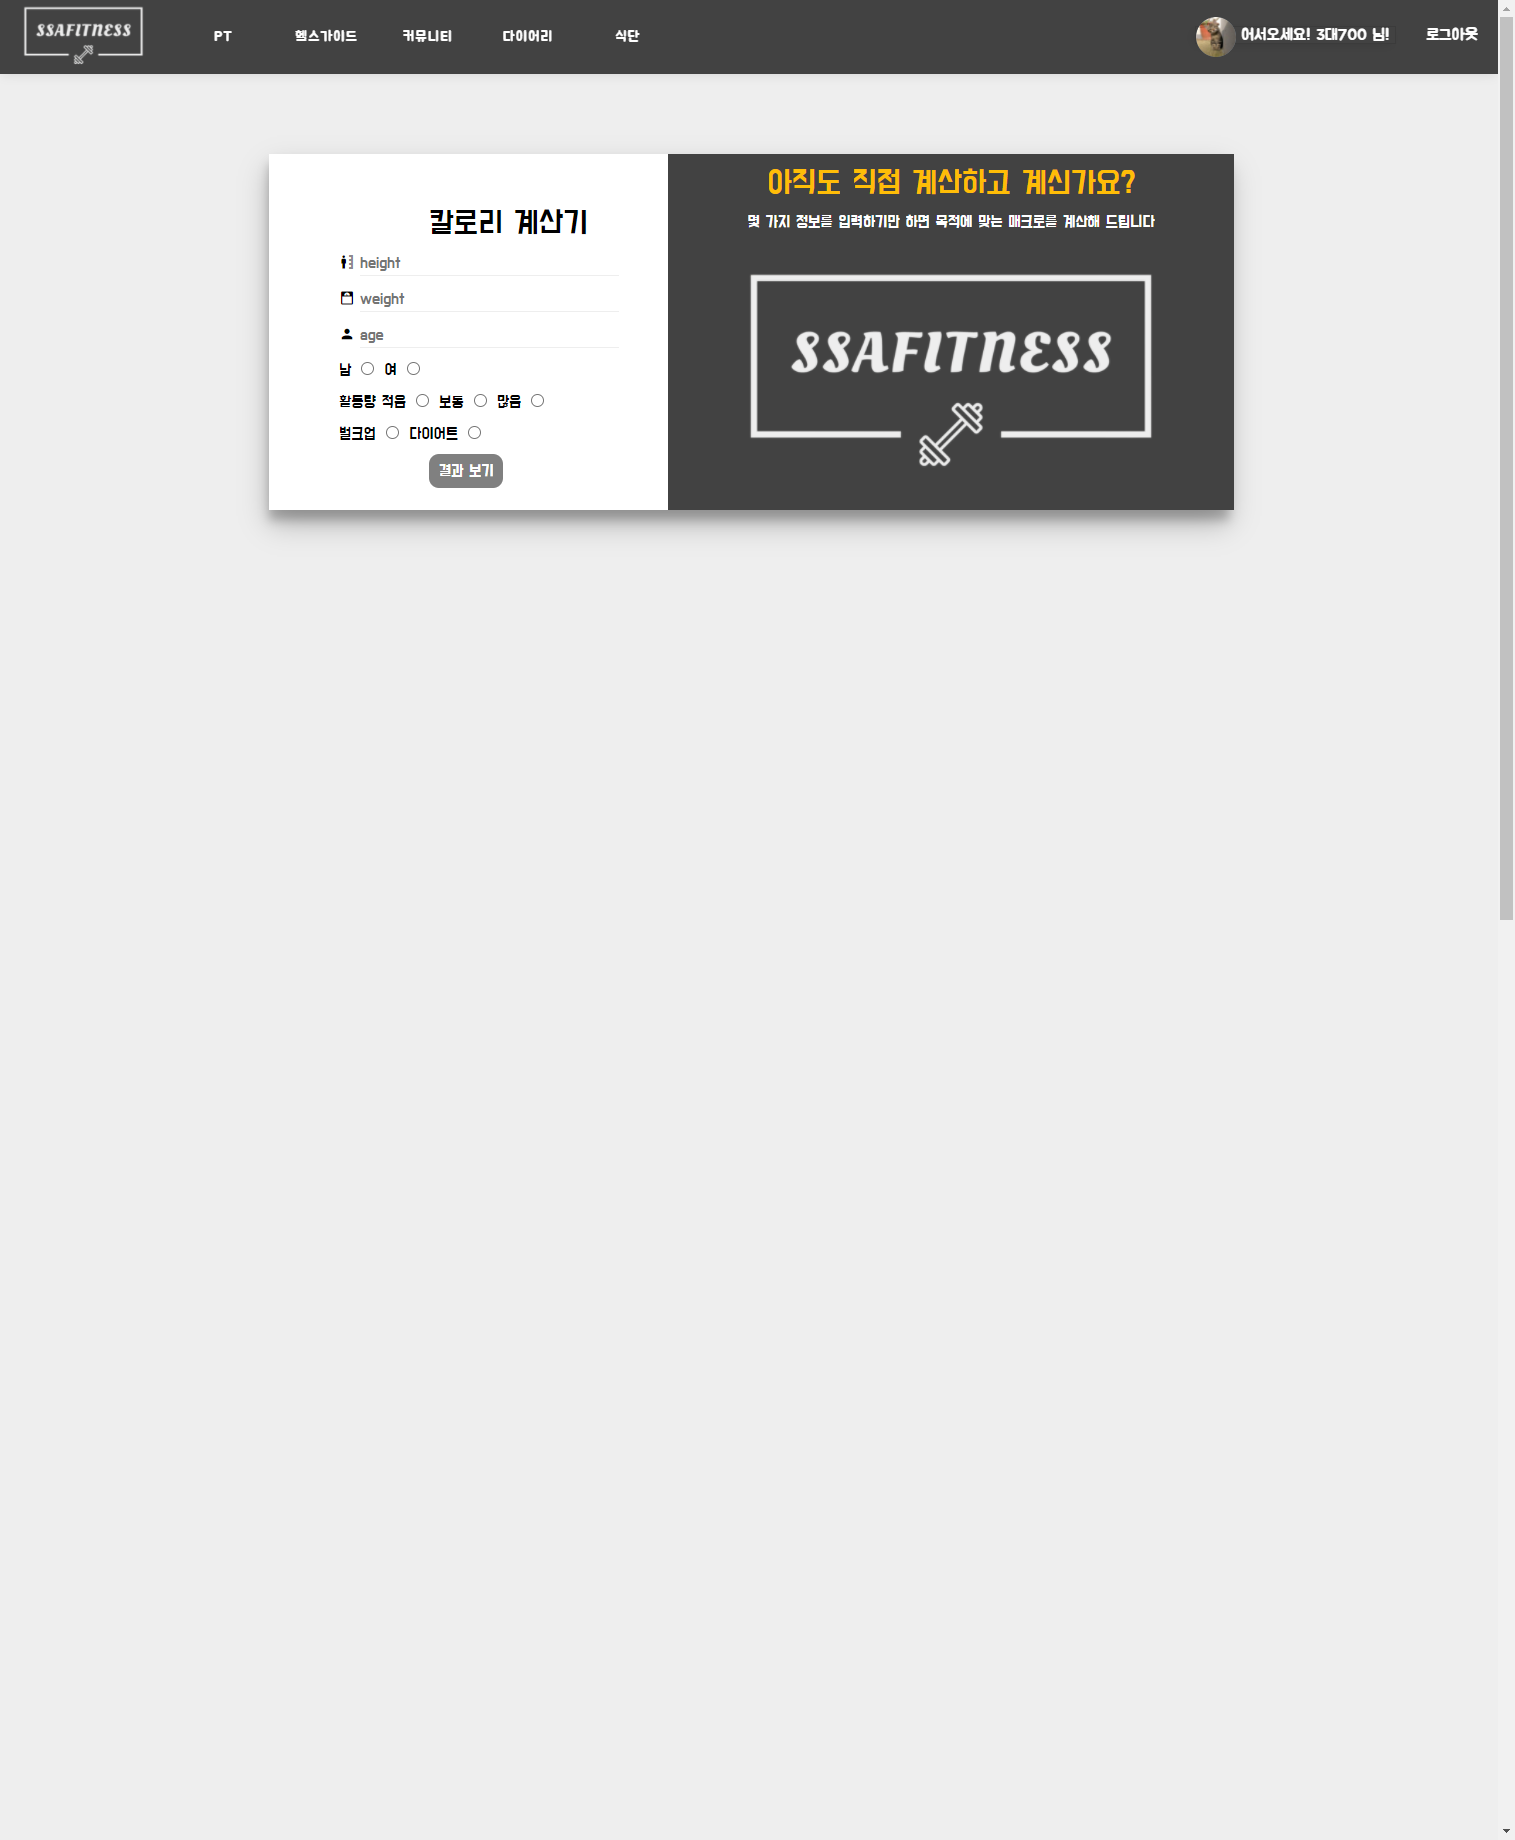 SSAFITNESS
PT 헬스가이드 커뮤니티 다이어리 식단
어서오세요! 3대700 님! 로그아웃
칼로리 계산기
height
weight
age
남 여
활동량 적음 보통 많음
벌크업 다이어트
결과 보기
아직도 직접 계산하고 계신가요?
몇 가지 정보를 입력하기만 하면 목적에 맞는 매크로를 계산해 드립니다
SSAFITNESS